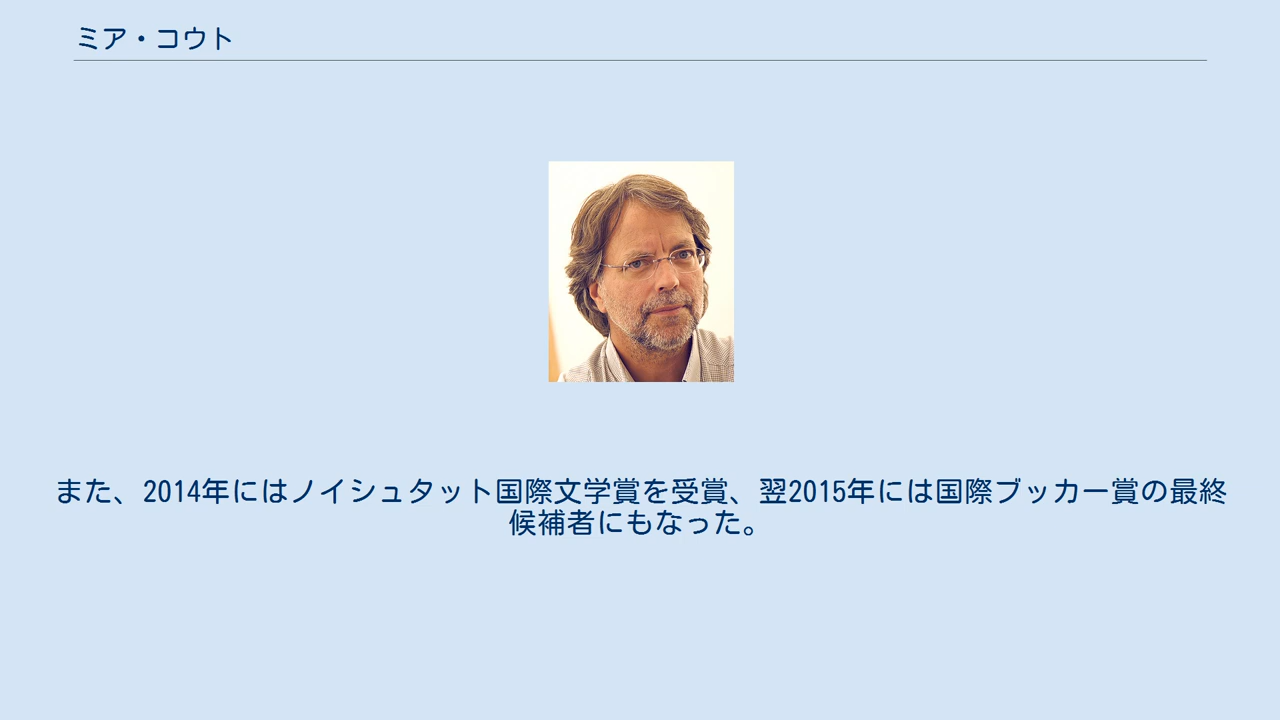 ミア・コウト
また、2014年にはノイシュタット国際文学賞を受賞、翌2015年には国際ブッカー賞の最終
候補者にもなった。